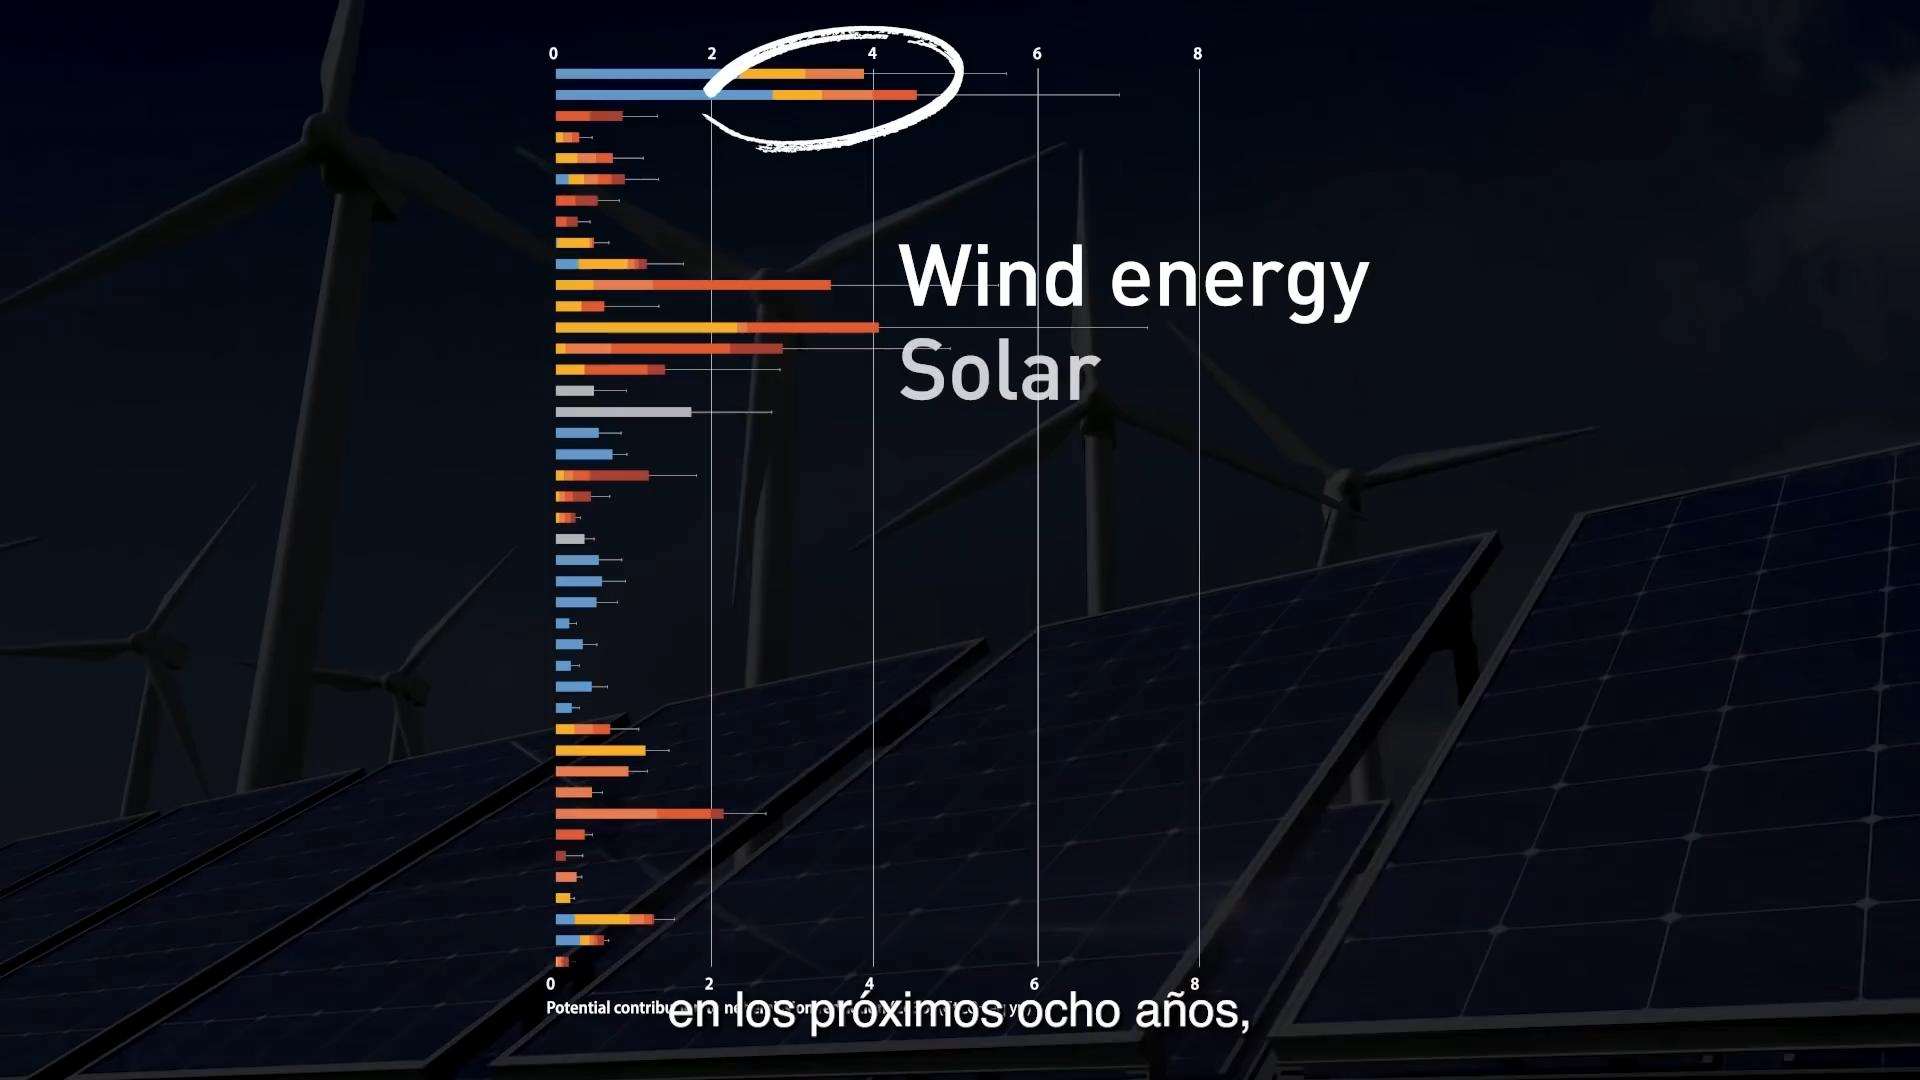 0 2 4 6 8
Wind energy
Solar
0 2 4 6 8
Potential
en los próximos ocho años,